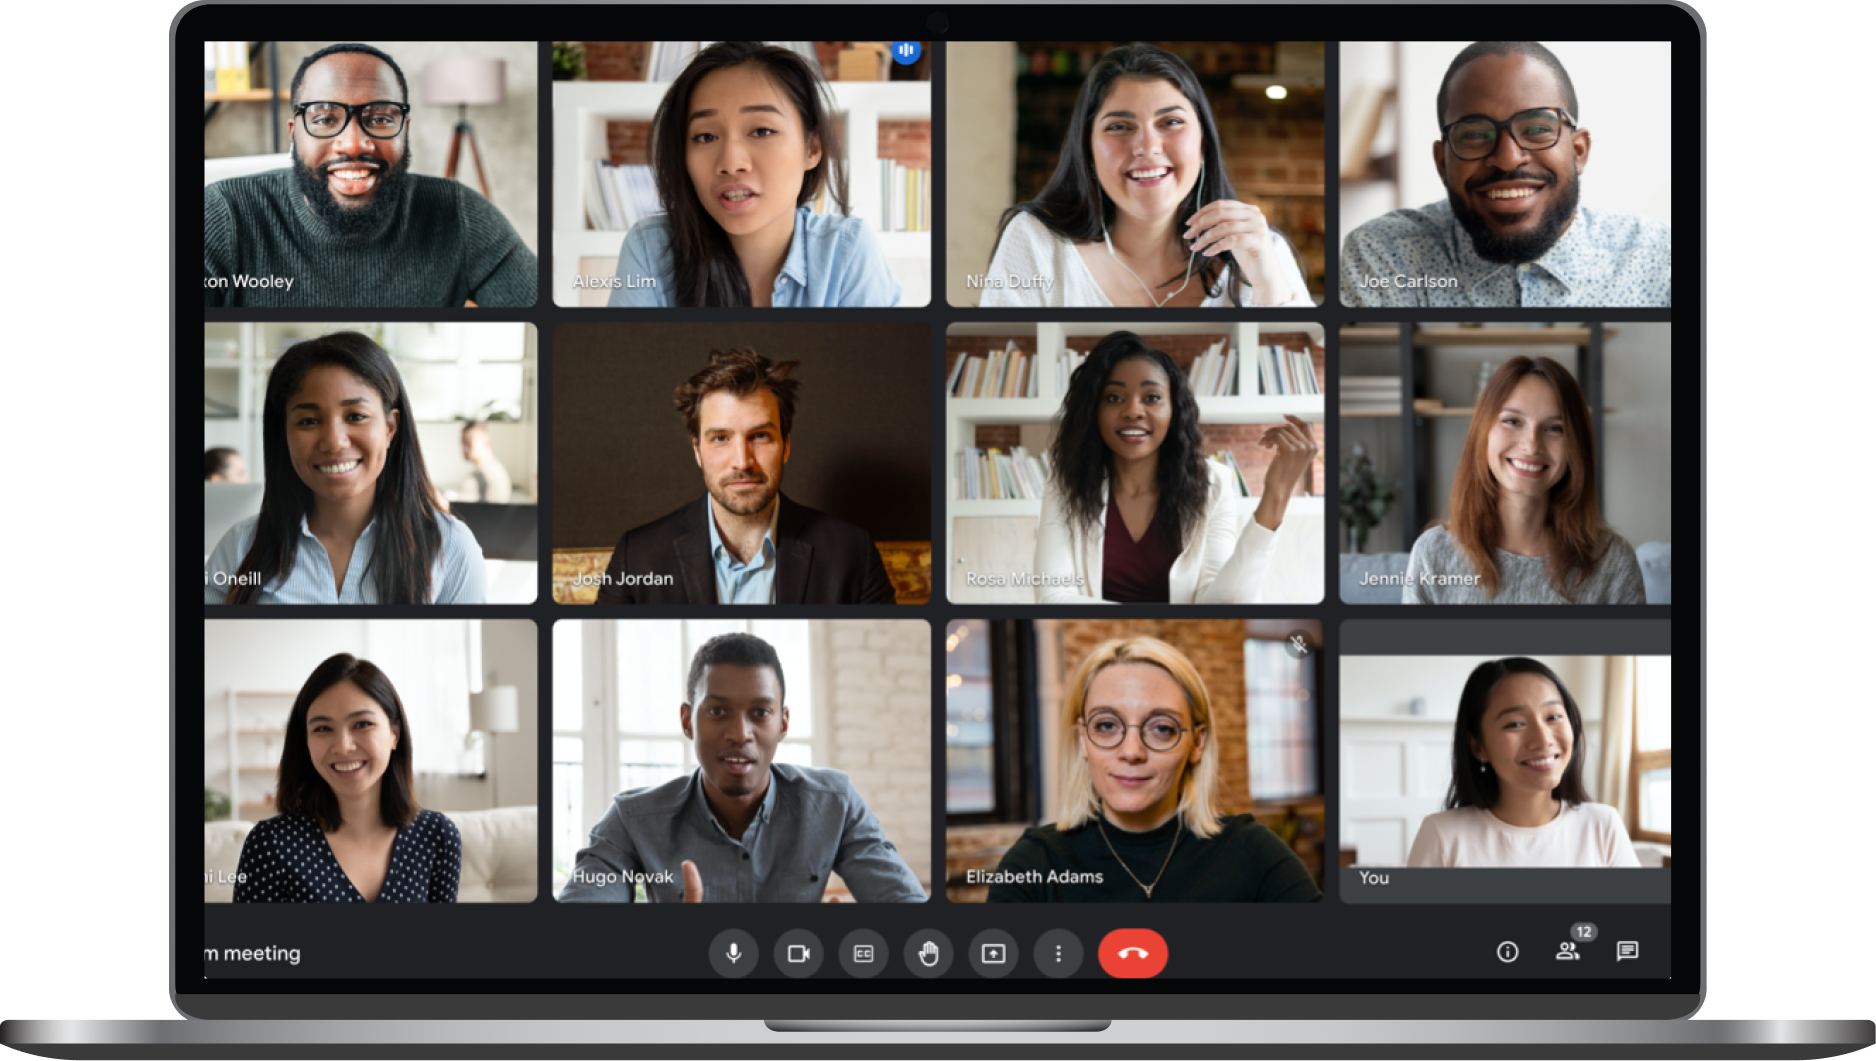 on Wooley
Alexis Lim
Nina Duffy
Joe Carlson
i Oneill
Josh Jordan
Rosa Michaels
Jennie Kramer
i Lee
Hugo Novak
Elizabeth Adams
You
m meeting
CC
12